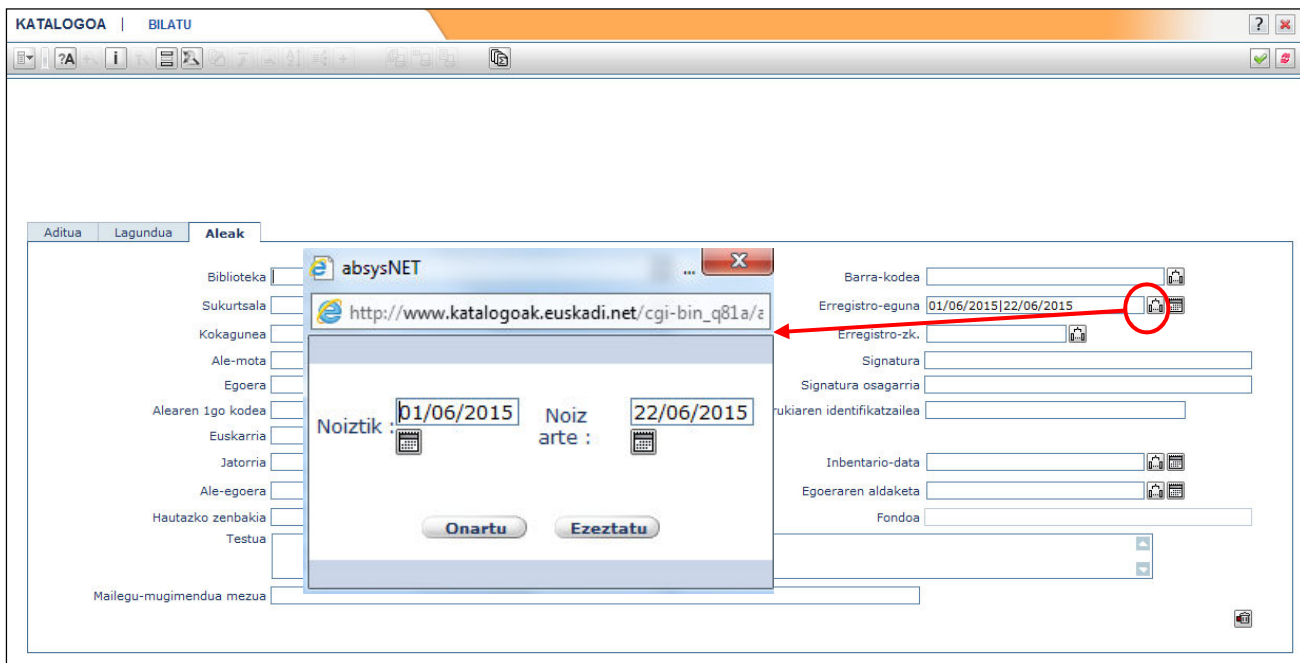 KATALOGOA | BILATU
?A
i
Aditua Lagundua Aleak
Biblioteka
Sukurtsala
Kokagunea
Ale-mota
Egoera
Alearen 1go kodea
Euskarria
Jatorria
Ale-egoera
Hautazko zenbakia
Testua
Mailegu-mugimendua mezua
absysNET ...
http://www.katalogoak.euskadi.net/cgi-bin_q81a/a
Noiztik : 01/06/2015 Noiz arte : 22/06/2015
Onartu Ezeztatu
Barra-kodea
Erregistro-eguna 01/06/2015|22/06/2015
Erregistro-zk.
Signatura
Signatura osagarria
rukiaren identifikatzailea
Inbentario-data
Egoeraren aldaketa
Fondoa